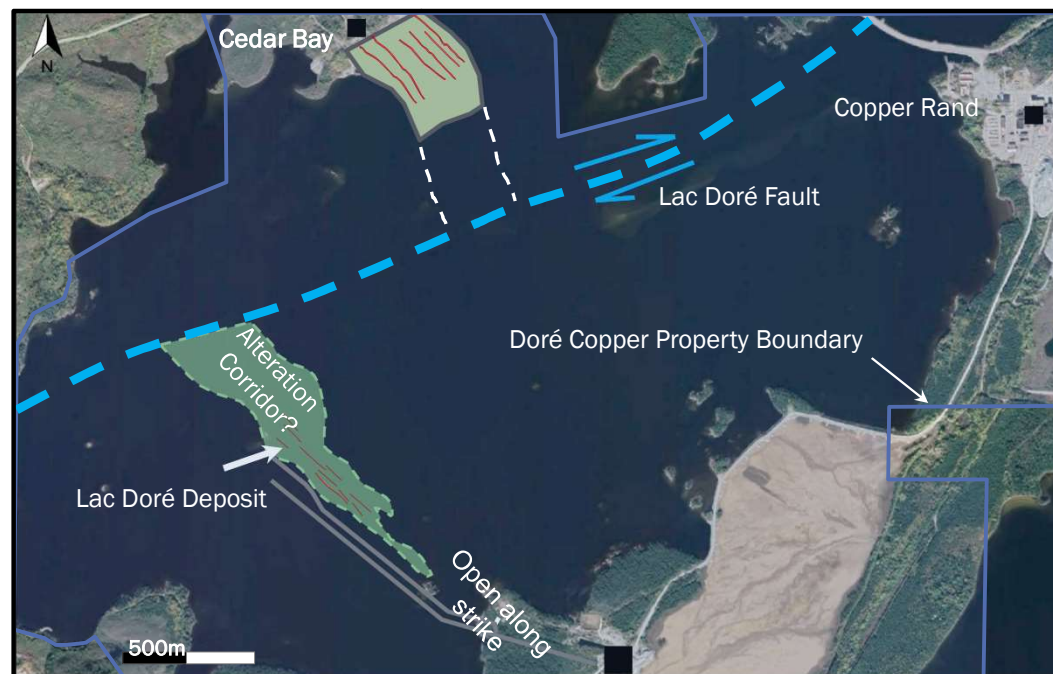 N
Cedar Bay
Copper Rand
Lac Doré Fault
Doré Copper Property Boundary
Alteration
Corridor?
Lac Doré Deposit
Open along
strike
500m